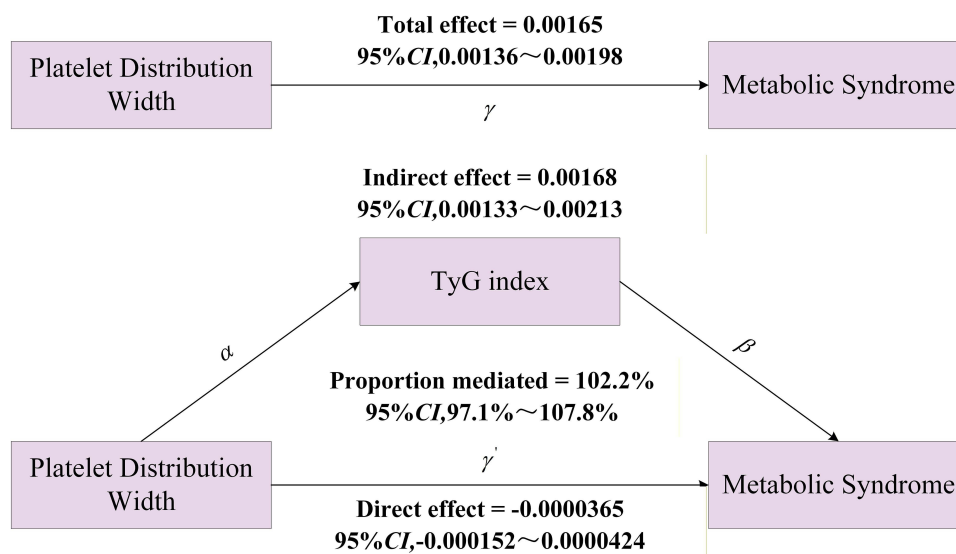 Total effect = 0.00165
95%CI,0.00136～0.00198
Platelet Distribution
Width
Metabolic Syndrome
γ
Indirect effect = 0.00168
95%CI,0.00133～0.00213
TyG index
α
β
Proportion mediated = 102.2%
95%CI,97.1%～107.8%
Platelet Distribution
Width
γ'
Metabolic Syndrome
Direct effect = -0.0000365
95%CI,-0.000152～0.0000424